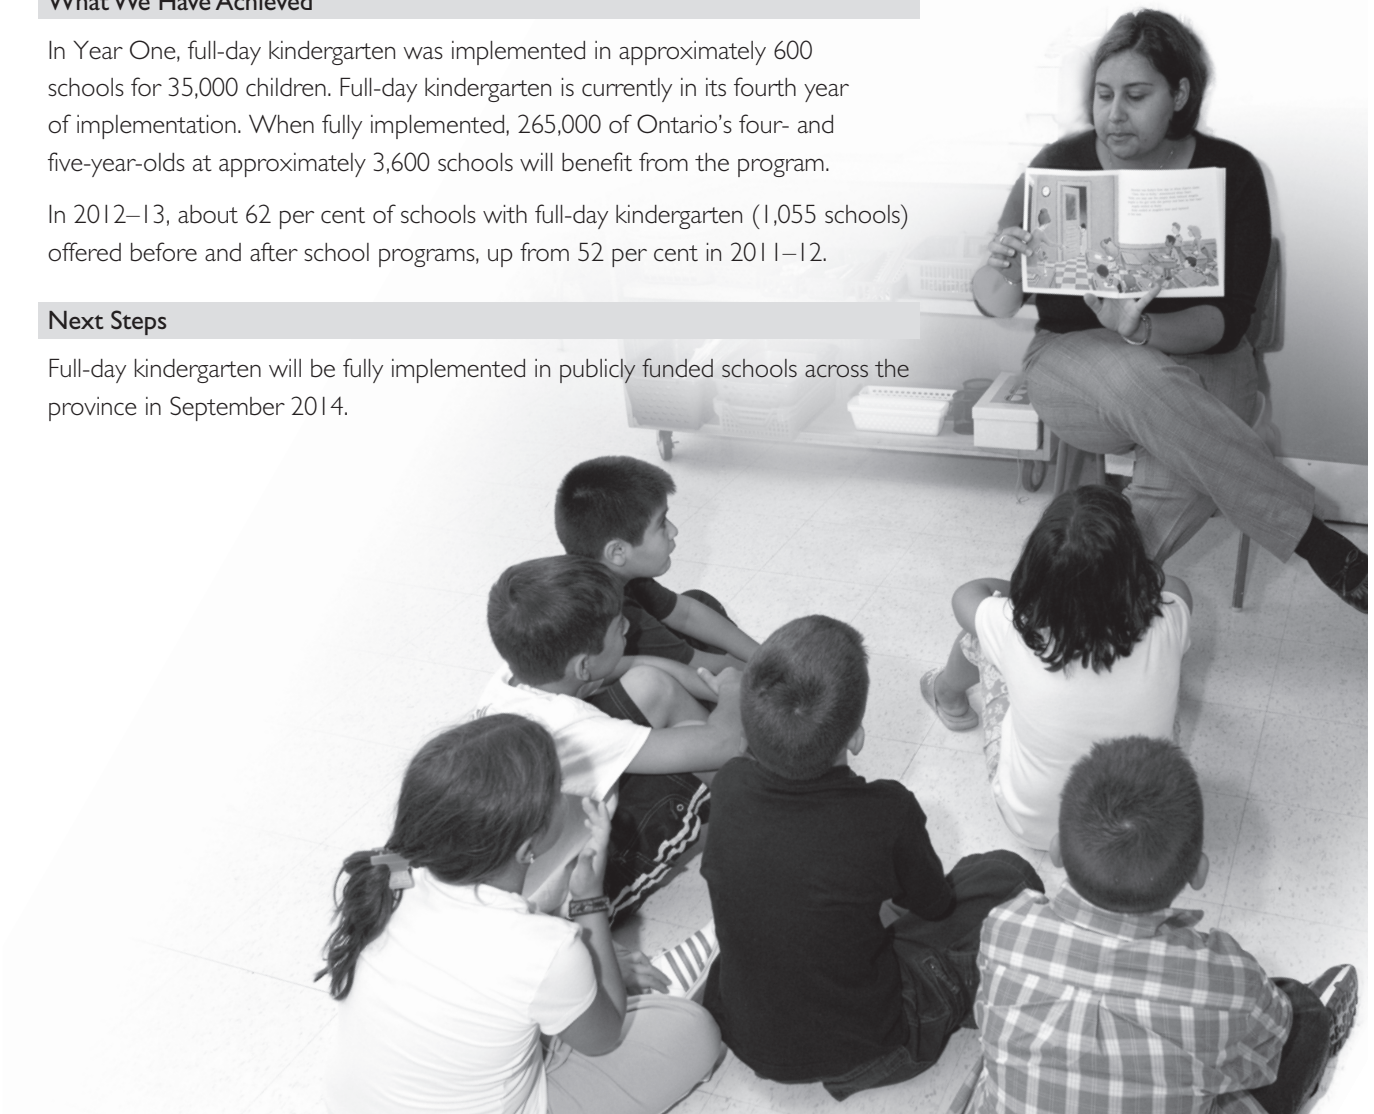 What We Have Achieved
In Year One, full-day kindergarten was implemented in approximately 600
schools for 35,000 children. Full-day kindergarten is currently in its fourth year
of implementation. When fully implemented, 265,000 of Ontario’s four- and
five-year-olds at approximately 3,600 schools will benefit from the program.
In 2012–13, about 62 per cent of schools with full-day kindergarten (1,055 schools)
offered before and after school programs, up from 52 per cent in 2011–12.
Next Steps
Full-day kindergarten will be fully implemented in publicly funded schools across the
province in September 2014.